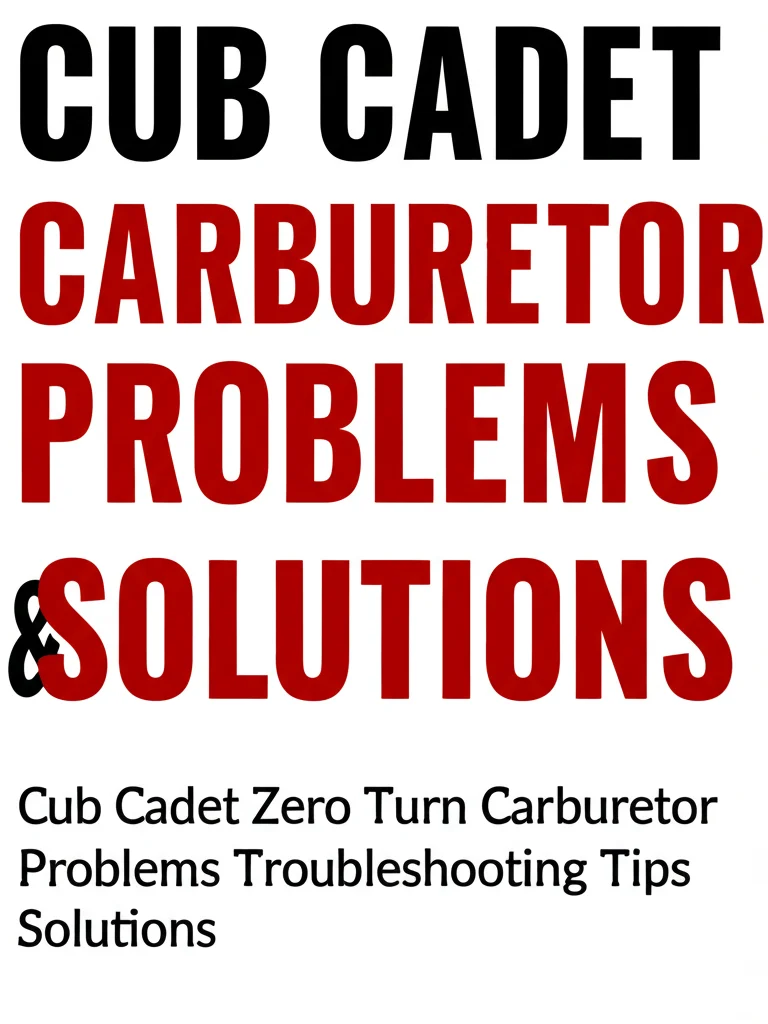 CUB CADET
CARBURETOR
PROBLEMS
&SOLUTIONS
Cub Cadet Zero Turn Carburetor
Problems Troubleshooting Tips
Solutions